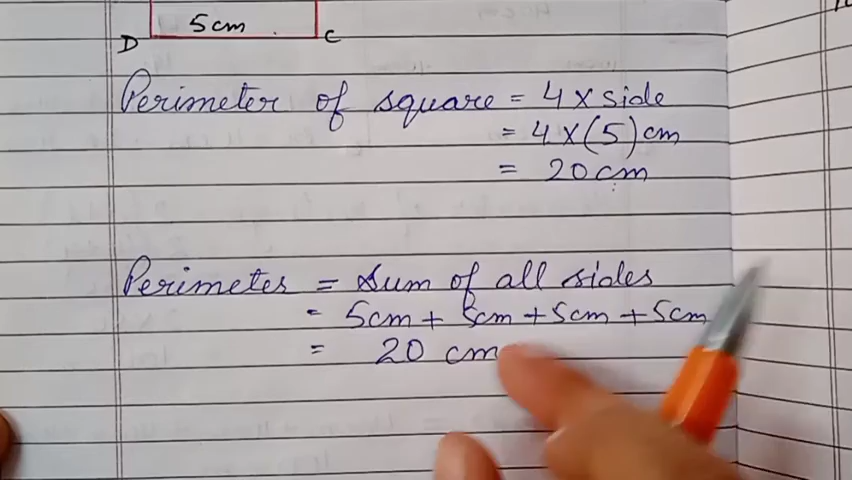 5cm
D C
Perimeter of square = 4 × side
= 4 × (5) cm
= 20 cm
Perimeter = Sum of all sides
= 5cm + 5cm + 5cm + 5cm
= 20 cm